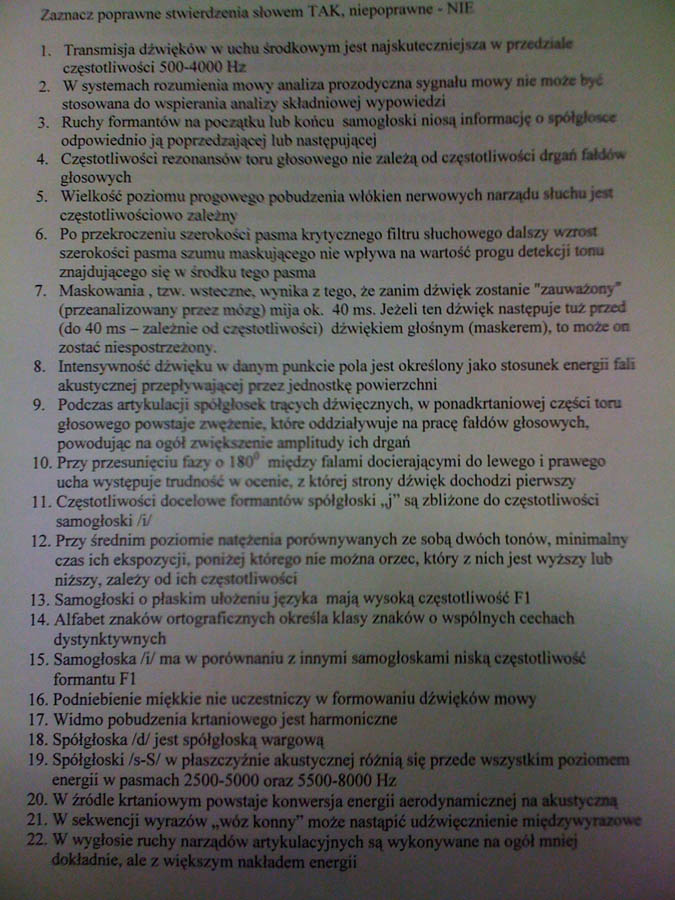 Zaznacz poprawne stwierdzenia słowem TAK, niepoprawne - NIE
1. Transmisja dźwięków w uchu środkowym jest najskuteczniejsza w przedziale
częstotliwości 500-4000 Hz
2. W systemach rozumienia mowy analiza prozodyczna sygnału mowy nie może być
stosowana do wspierania analizy składniowej wypowiedzi
3. Ruchy formantów na początku lub końcu samogłoski niosą informację o spółgłosce
odpowiednio ją poprzedzającej lub następującej
4. Częstotliwości rezonansów toru głosowego nie zależą od częstotliwości drgań fałdów
głosowych
5. Wielkość poziomu progowego pobudzenia włókien nerwowych narządu słuchu jest
częstotliwościowo zależny
6. Po przekroczeniu szerokości pasma krytycznego filtru słuchowego dalszy wzrost
szerokości pasma szumu maskującego nie wpływa na wartość progu detekcji tonu
znajdującego się w środku tego pasma
7. Maskowania , tzw. wsteczne, wynika z tego, że zanim dźwięk zostanie "zauważony"
(przeanalizowany przez mózg) mija ok. 40 ms. Jeżeli ten dźwięk następuje tuż przed
(do 40 ms – zależnie od częstotliwości) dźwiękiem głośnym (maskerem), to może on
zostać niespostrzeżony.
8. Intensywność dźwięku w danym punkcie pola jest określony jako stosunek energii fali
akustycznej przepływającej przez jednostkę powierzchni
9. Podczas artykulacji spółgłosek trących dźwięcznych, w ponadkrtaniowej części toru
głosowego powstaje zwężenie, które oddziaływuje na pracę fałdów głosowych,
powodując na ogół zwiększenie amplitudy ich drgań
10. Przy przesunięciu fazy o 180⁰ między falami docierającymi do lewego i prawego
ucha występuje trudność w ocenie, z której strony dźwięk dochodzi pierwszy
11. Częstotliwości docelowe formantów spółgłoski „j” są zbliżone do częstotliwości
samogłoski /i/
12. Przy średnim poziomie natężenia porównywanych ze sobą dwóch tonów, minimalny
czas ich ekspozycji, poniżej którego nie można orzec, który z nich jest wyższy lub
niższy, zależy od ich częstotliwości
13. Samogłoski o płaskim ułożeniu języka mają wysoką częstotliwość F1
14. Alfabet znaków ortograficznych określa klasy znaków o wspólnych cechach
dystynktywnych
15. Samogłoska /i/ ma w porównaniu z innymi samogłoskami niską częstotliwość
formantu F1
16. Podniebienie miękkie nie uczestniczy w formowaniu dźwięków mowy
17. Widmo pobudzenia krtaniowego jest harmoniczne
18. Spółgłoska /d/ jest spółgłoską wargową
19. Spółgłoski /s-S/ w płaszczyźnie akustycznej różnią się przede wszystkim poziomem
energii w pasmach 2500-5000 oraz 5500-8000 Hz
20. W źródle krtaniowym powstaje konwersja energii aerodynamicznej na akustyczną
21. W sekwencji wyrazów „wóz konny” może nastąpić udźwięcznienie międzywyrazowe
22. W wygłosie ruchy narządów artykulacyjnych są wykonywane na ogół mniej
dokładnie, ale z większym nakładem energii